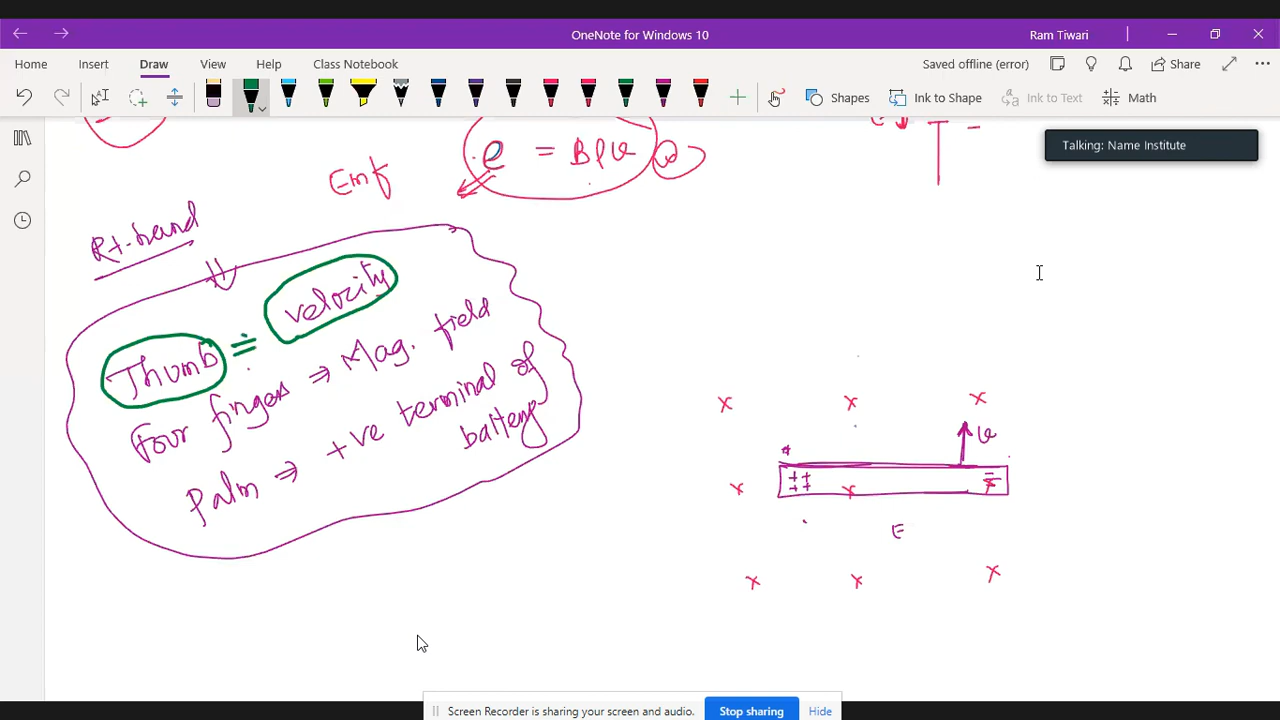 OneNote for Windows 10
Ram Tiwari
Home Insert Draw View Help Class Notebook
Saved offline (error)
Share
Shapes
Ink to Shape
Ink to Text
Math
Talking: Name Institute
Emf
e = Blv
Rt-hand
Thumb = velocity
Four fingers ⇒ Mag. field
Palm ⇒ +ve terminal of
battery
x x x
v
+ +
+ +
x x
E
x x x
Screen Recorder is sharing your screen and audio.
Stop sharing
Hide